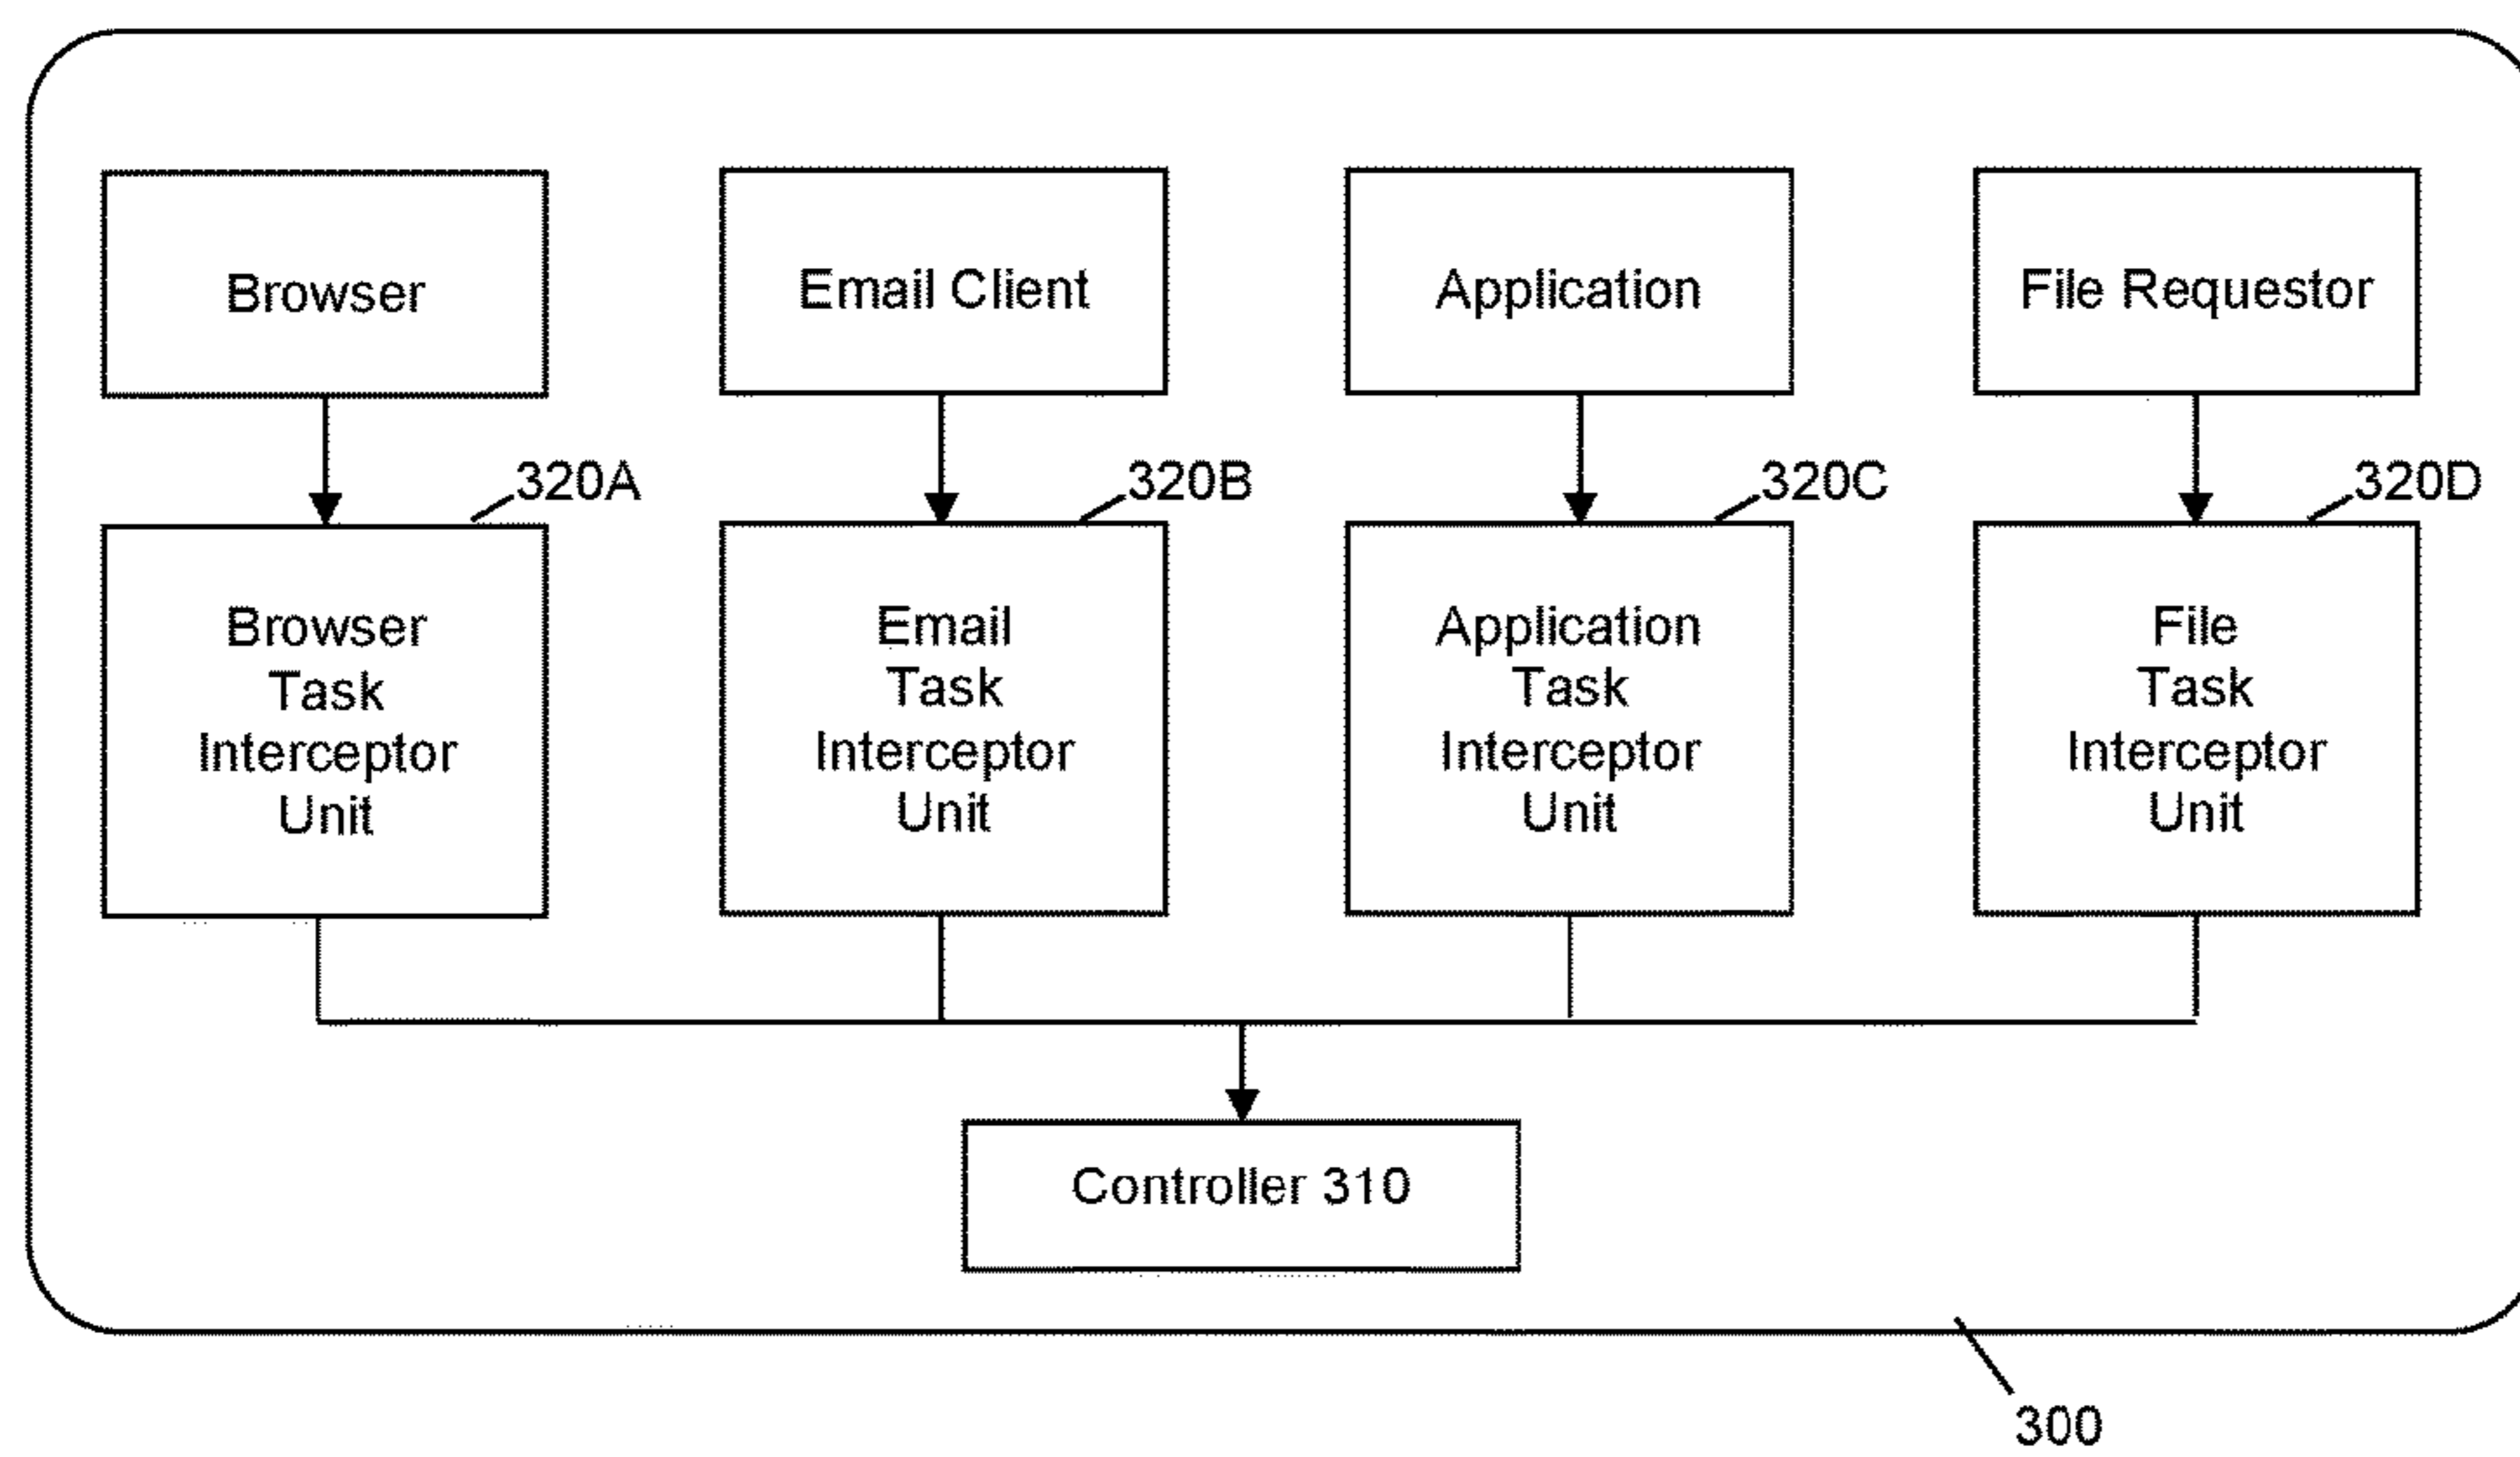 Browser
Email Client
Application
File Requestor
320A
320B
320C
320D
Browser
Task
Interceptor
Unit
Email
Task
Interceptor
Unit
Application
Task
Interceptor
Unit
File
Task
Interceptor
Unit
Controller 310
300